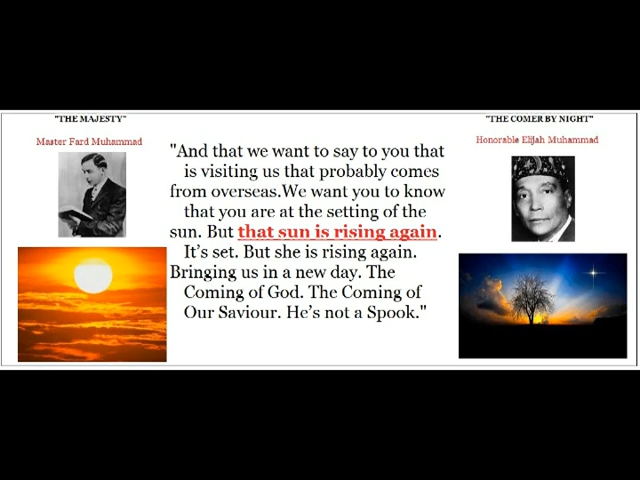 "THE MAJESTY"
Master Fard Muhammad
"And that we want to say to you that
is visiting us that probably comes
from overseas.We want you to know
that you are at the setting of the
sun. But that sun is rising again.
It's set. But she is rising again.
Bringing us in a new day. The
Coming of God. The Coming of
Our Saviour. He's not a Spook."
"THE COMER BY NIGHT"
Honorable Elijah Muhammad